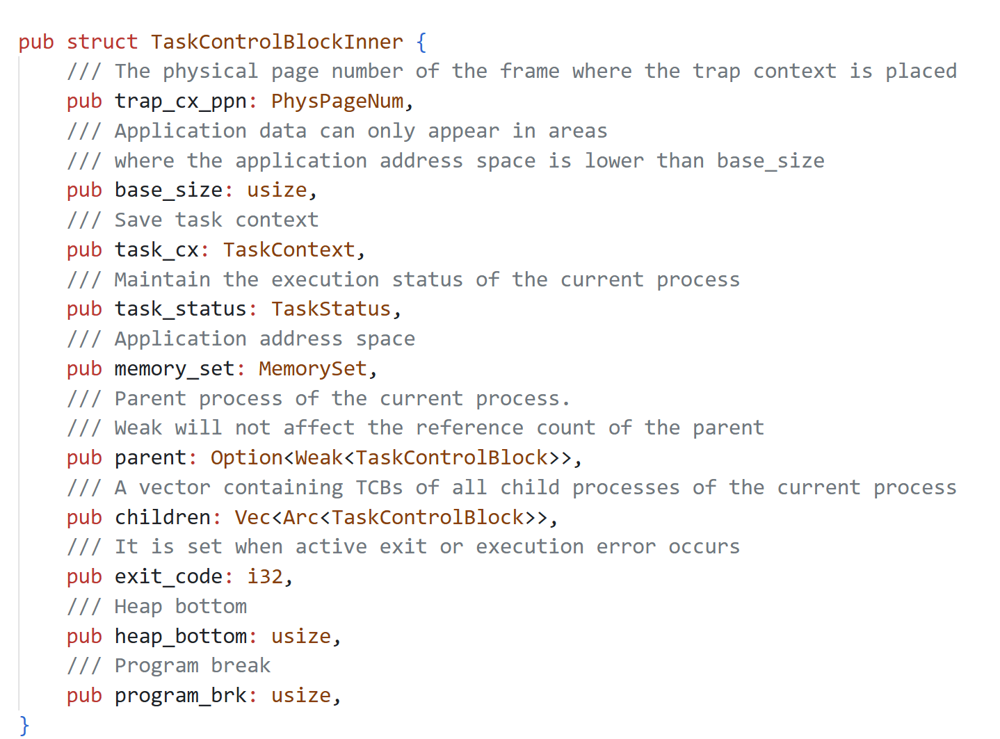 pub struct TaskControlBlockInner {
    /// The physical page number of the frame where the trap context is placed
    pub trap_cx_ppn: PhysPageNum,
    /// Application data can only appear in areas
    /// where the application address space is lower than base_size
    pub base_size: usize,
    /// Save task context
    pub task_cx: TaskContext,
    /// Maintain the execution status of the current process
    pub task_status: TaskStatus,
    /// Application address space
    pub memory_set: MemorySet,
    /// Parent process of the current process.
    /// Weak will not affect the reference count of the parent
    pub parent: Option<Weak<TaskControlBlock>>,
    /// A vector containing TCBs of all child processes of the current process
    pub children: Vec<Arc<TaskControlBlock>>,
    /// It is set when active exit or execution error occurs
    pub exit_code: i32,
    /// Heap bottom
    pub heap_bottom: usize,
    /// Program break
    pub program_brk: usize,
}